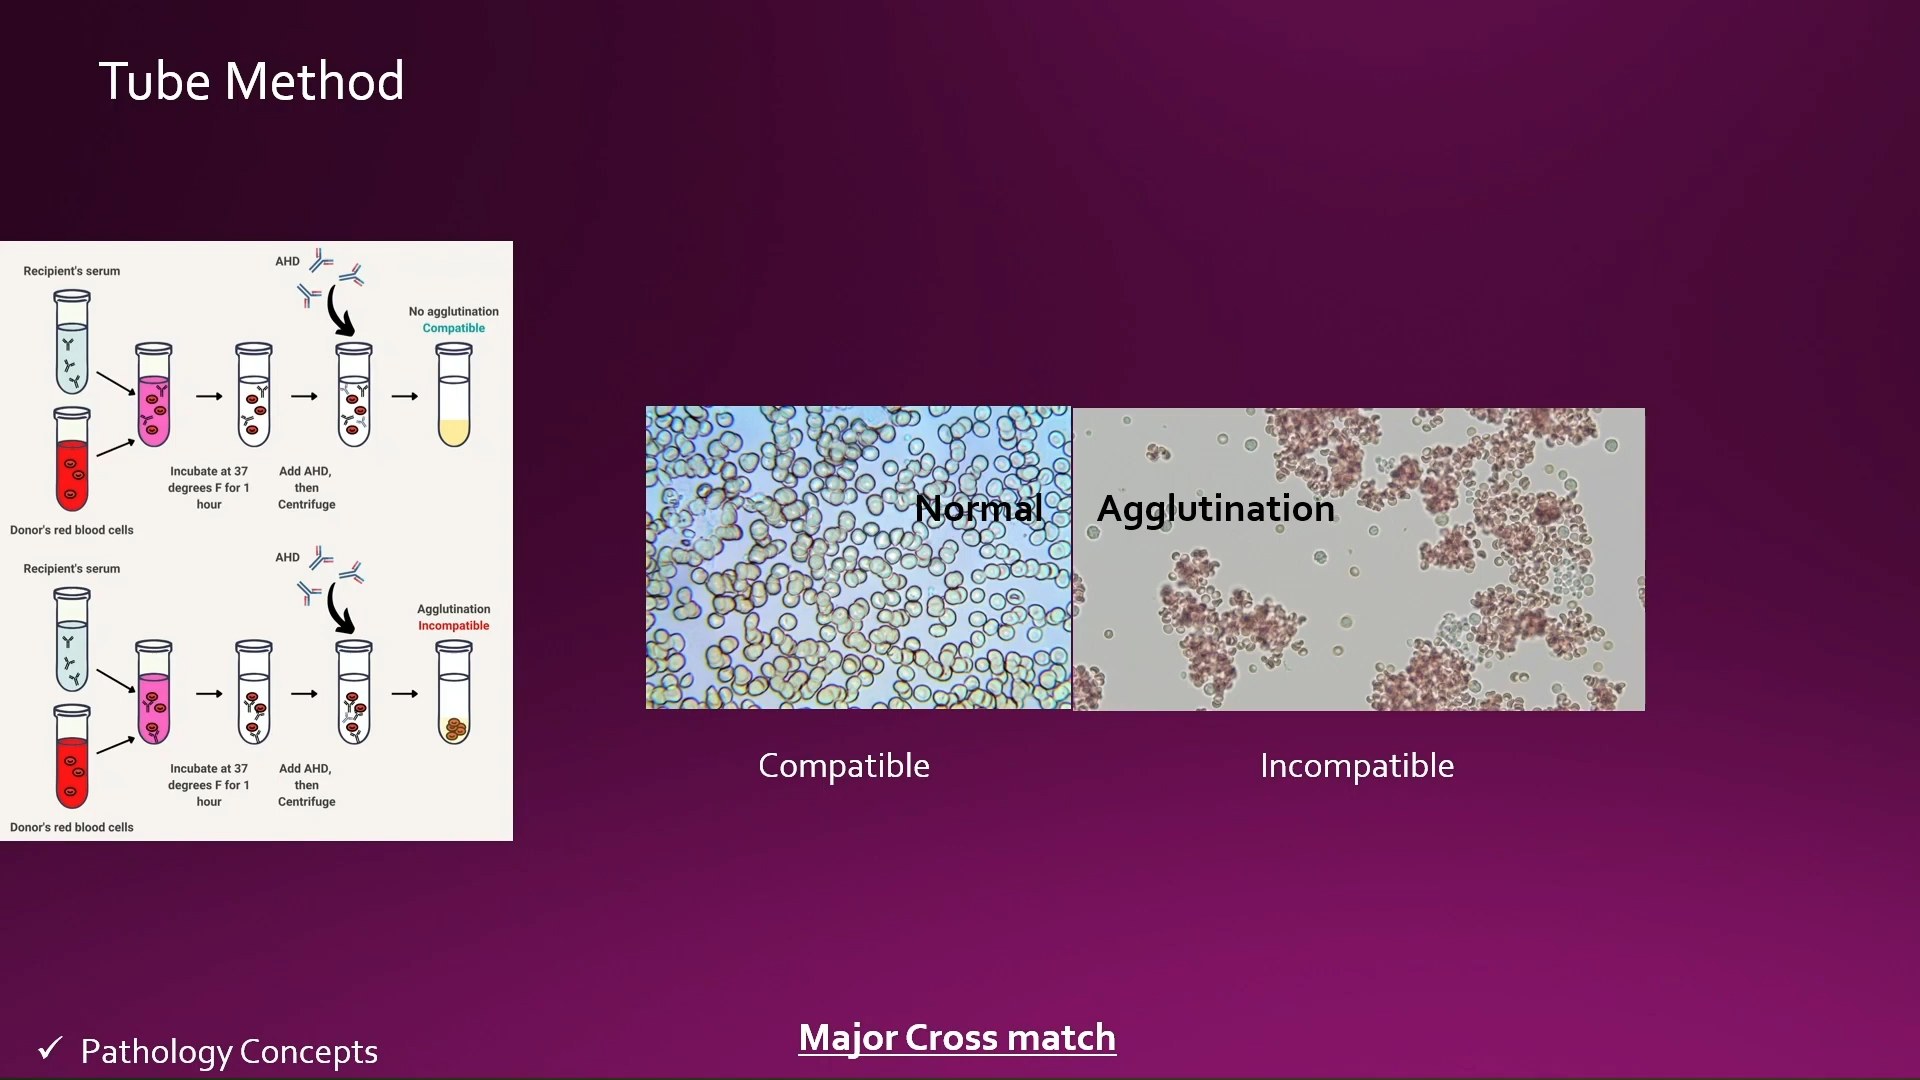 Tube Method
Recipient's serum
AHD
No agglutination
Compatible
Incubate at 37
degrees F for 1
hour
Add AHD,
then
Centrifuge
Donor's red blood cells
Recipient's serum
AHD
Agglutination
Incompatible
Incubate at 37
degrees F for 1
hour
Add AHD,
then
Centrifuge
Donor's red blood cells
Normal
Agglutination
Compatible
Incompatible
Major Cross match
✓ Pathology Concepts